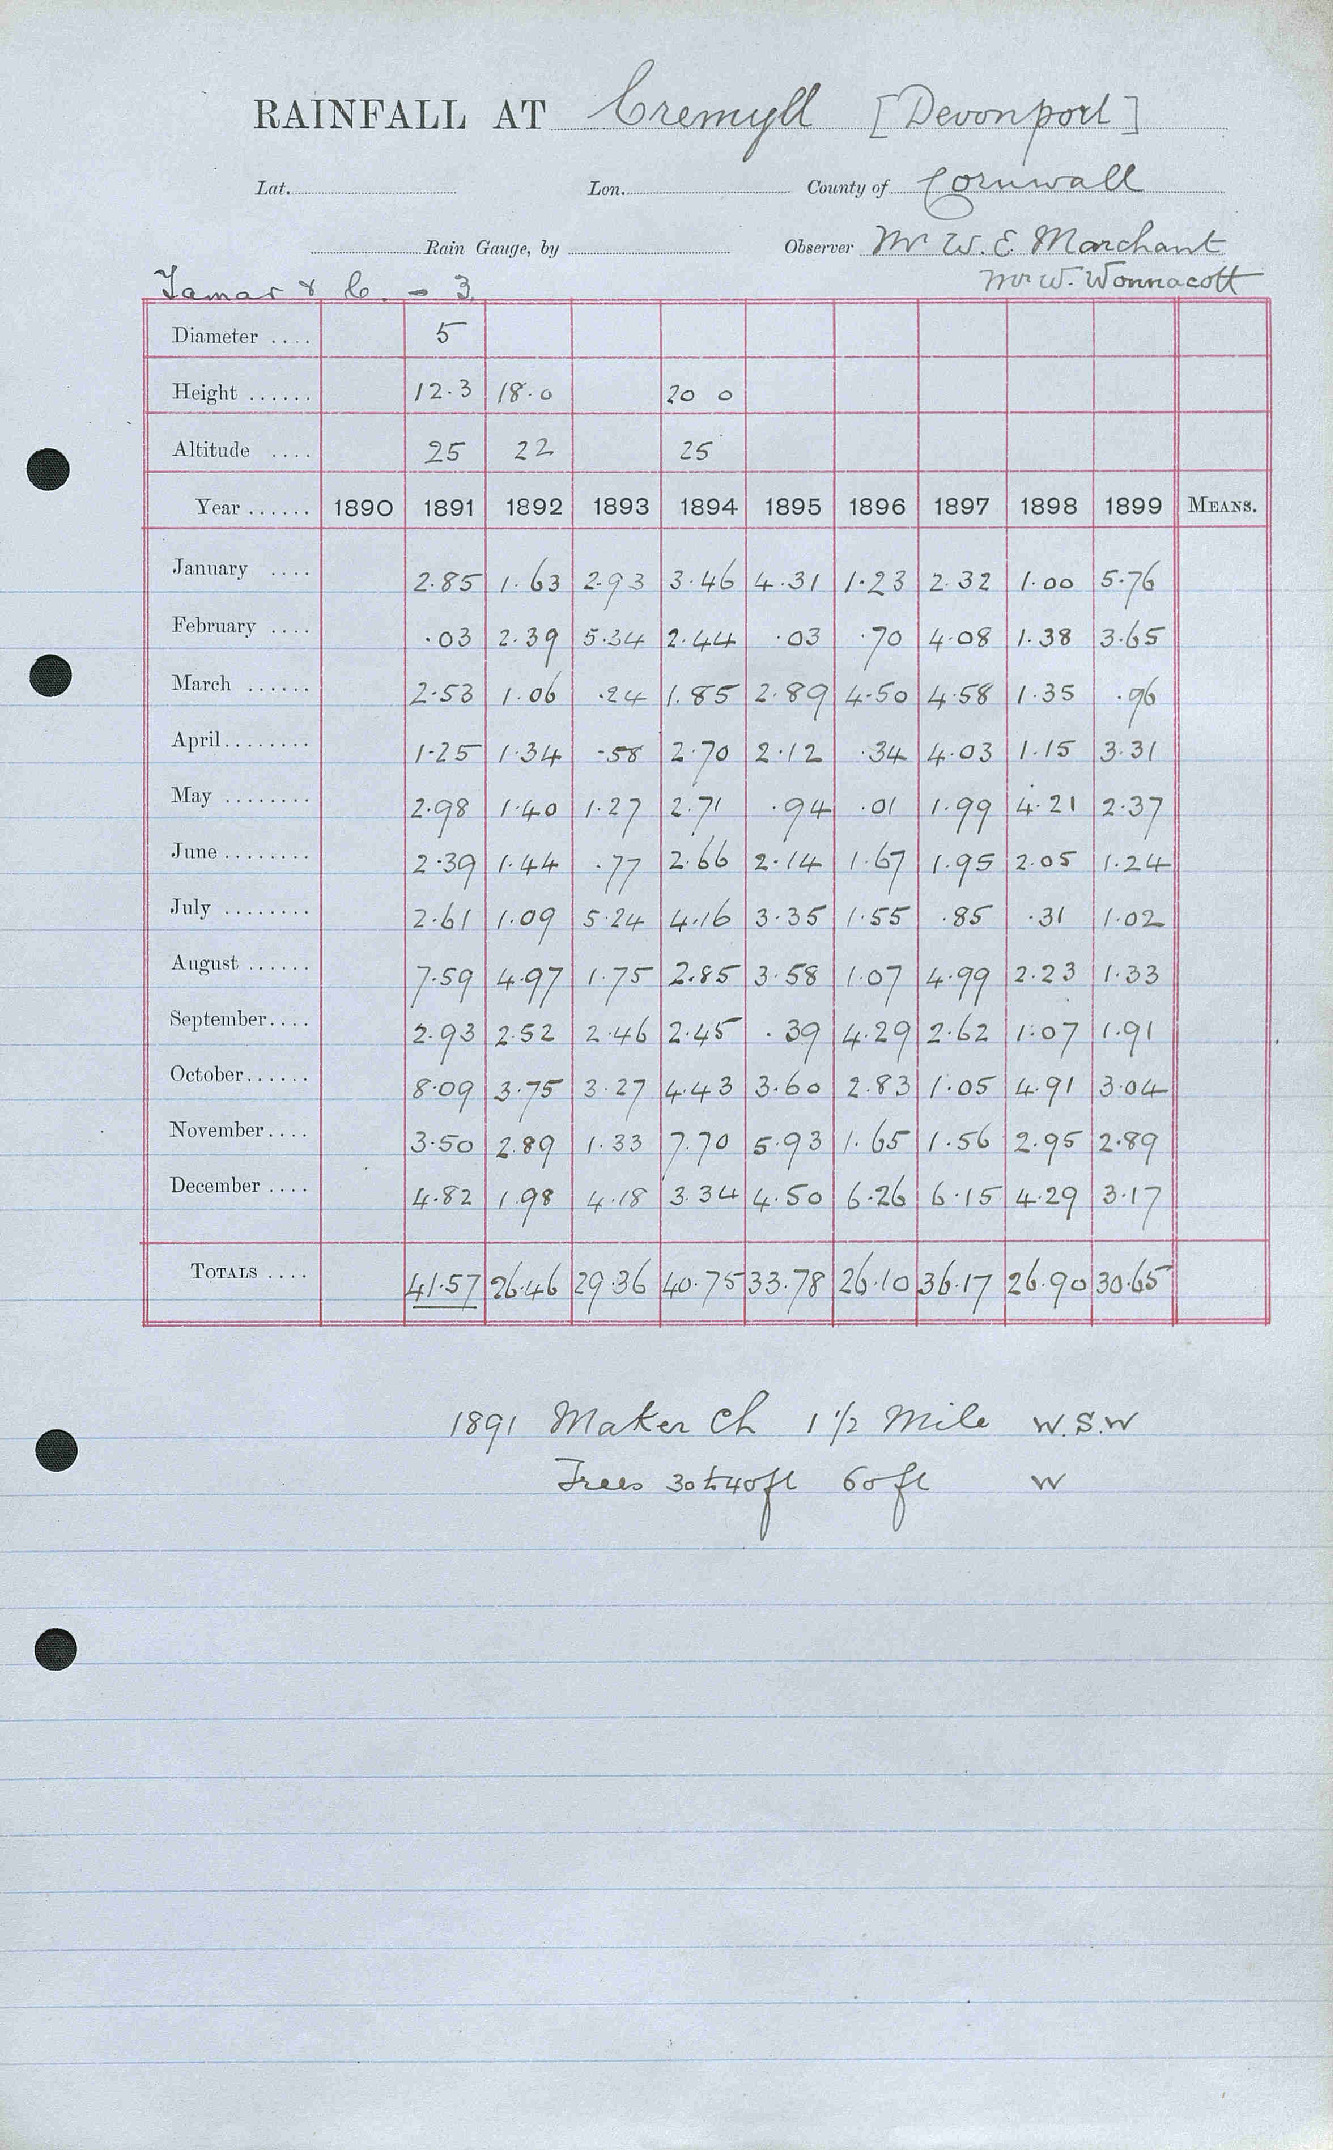 RAINFALL AT Cremyll [Devonport]
Lat. Lon. County of Cornwall
Rain Gauge, by Observer Mr W. E. Marchant
Tamar & C. - 3. Mr W. Wonnacott
Diameter .... 5
Height ...... 12.3 18.0 20 0
Altitude .... 25 22 25
Year ...... 1890 1891 1892 1893 1894 1895 1896 1897 1898 1899 MEANS.
January .... 2.85 1.63 2.93 3.46 4.31 1.23 2.32 1.00 5.76
February .... .03 2.39 5.34 2.44 .03 .70 4.08 1.38 3.65
March ...... 2.53 1.06 .24 1.85 2.89 4.50 4.58 1.35 .96
April........ 1.25 1.34 .58 2.70 2.12 .34 4.03 1.15 3.31
May ........ 2.98 1.40 1.27 2.71 .94 .01 1.99 4.21 2.37
June ........ 2.39 1.44 .77 2.66 2.14 1.67 1.95 2.05 1.24
July ........ 2.61 1.09 5.24 4.16 3.35 1.55 .85 .31 1.02
August ...... 7.59 4.97 1.75 2.85 3.58 1.07 4.99 2.23 1.33
September.... 2.93 2.52 2.46 2.45 .39 4.29 2.62 1.07 1.91
October...... 8.09 3.75 3.27 4.43 3.60 2.83 1.05 4.91 3.04
November.... 3.50 2.89 1.33 7.70 5.93 1.65 1.56 2.95 2.89
December .... 4.82 1.98 4.18 3.34 4.50 6.26 6.15 4.29 3.17
TOTALS .... 41.57 26.46 29.36 40.75 33.78 26.10 36.17 26.90 30.65
1891 Maker Ch 1 1/2 Mile W.S.W
Trees 30 to 40 ft 60 ft W